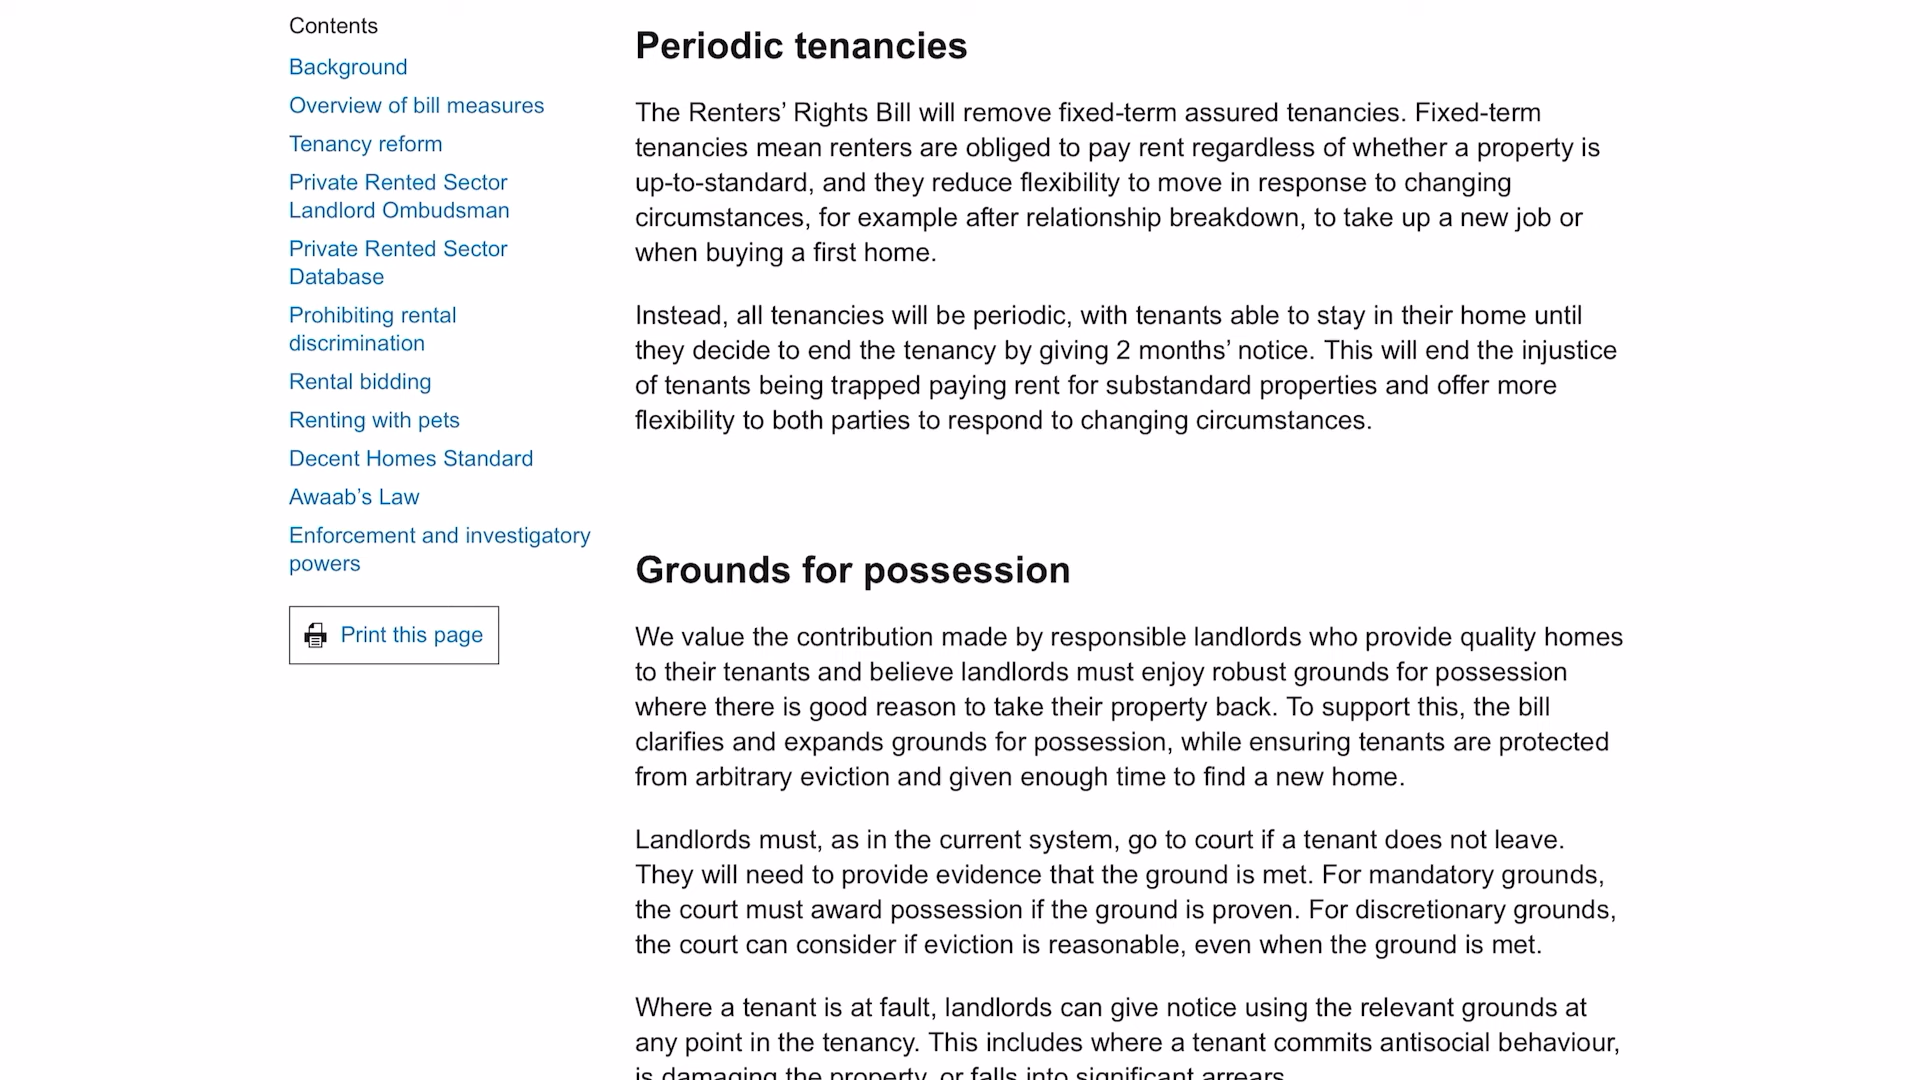 Contents
Background
Overview of bill measures
Tenancy reform
Private Rented Sector
Landlord Ombudsman
Private Rented Sector
Database
Prohibiting rental
discrimination
Rental bidding
Renting with pets
Decent Homes Standard
Awaab’s Law
Enforcement and investigatory
powers
Print this page
Periodic tenancies
The Renters’ Rights Bill will remove fixed-term assured tenancies. Fixed-term
tenancies mean renters are obliged to pay rent regardless of whether a property is
up-to-standard, and they reduce flexibility to move in response to changing
circumstances, for example after relationship breakdown, to take up a new job or
when buying a first home.
Instead, all tenancies will be periodic, with tenants able to stay in their home until
they decide to end the tenancy by giving 2 months’ notice. This will end the injustice
of tenants being trapped paying rent for substandard properties and offer more
flexibility to both parties to respond to changing circumstances.
Grounds for possession
We value the contribution made by responsible landlords who provide quality homes
to their tenants and believe landlords must enjoy robust grounds for possession
where there is good reason to take their property back. To support this, the bill
clarifies and expands grounds for possession, while ensuring tenants are protected
from arbitrary eviction and given enough time to find a new home.
Landlords must, as in the current system, go to court if a tenant does not leave.
They will need to provide evidence that the ground is met. For mandatory grounds,
the court must award possession if the ground is proven. For discretionary grounds,
the court can consider if eviction is reasonable, even when the ground is met.
Where a tenant is at fault, landlords can give notice using the relevant grounds at
any point in the tenancy. This includes where a tenant commits antisocial behaviour,
is damaging the property, or falls into significant arrears.